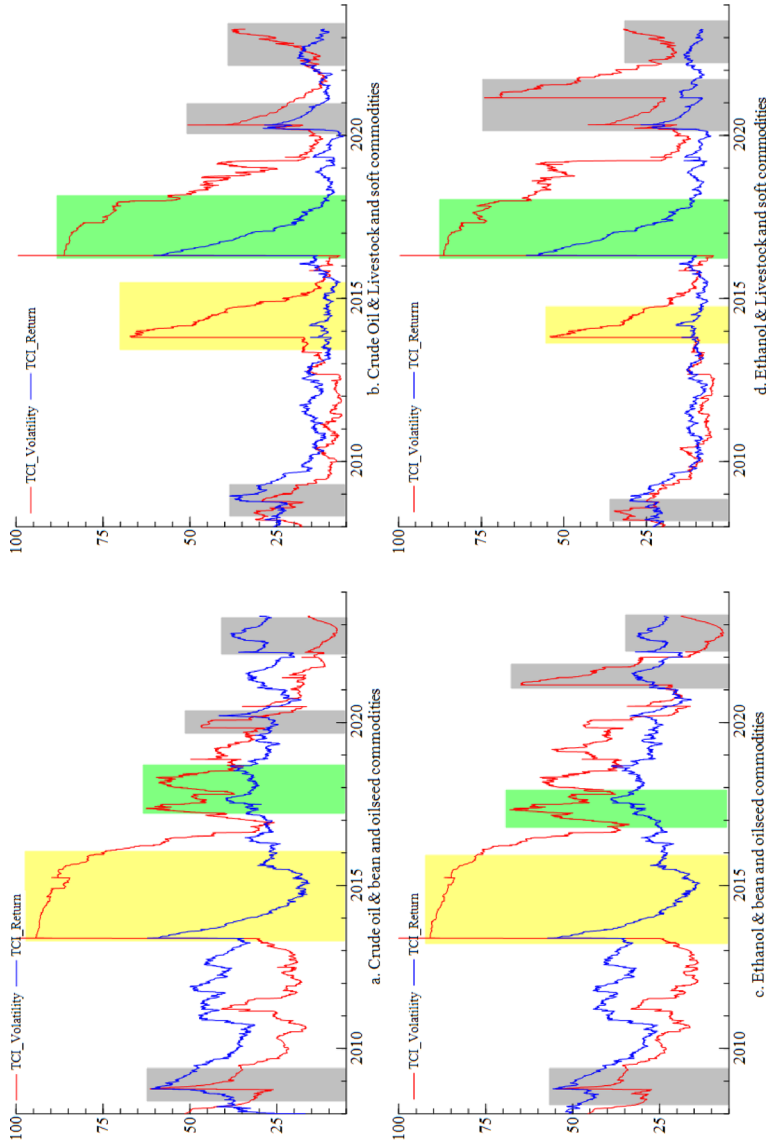 TCI_Volatility TCI_Return
100
75
50
25
2010 2015 2020
a. Crude oil & bean and oilseed commodities
TCI_Volatility TCI_Return
100
75
50
25
2010 2015 2020
b. Crude Oil & Livestock and soft commodities
TCI_Volatility TCI_Return
100
75
50
25
2010 2015 2020
c. Ethanol & bean and oilseed commodities
TCI_Volatility TCI_Return
100
75
50
25
2010 2015 2020
d. Ethanol & Livestock and soft commodities